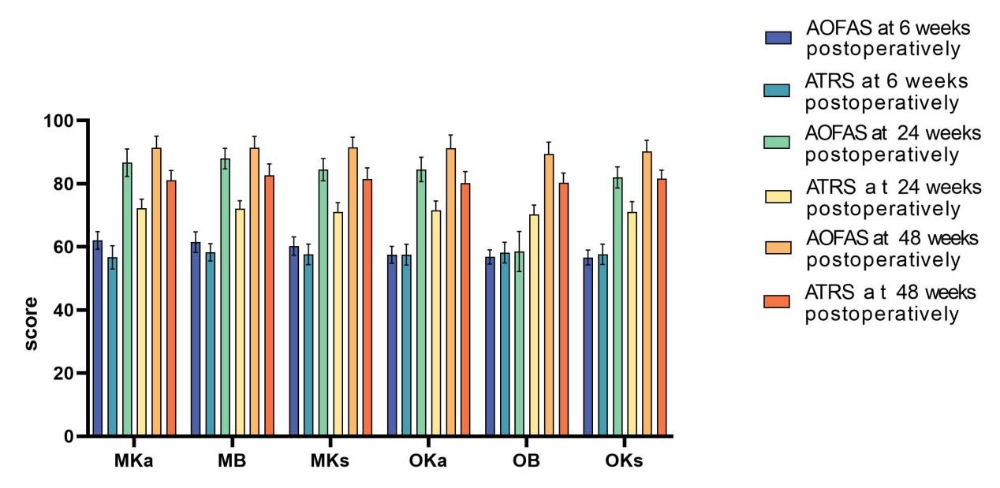 AOFAS at 6 weeks
postoperatively
ATRS at 6 weeks
postoperatively
AOFAS at 24 weeks
postoperatively
ATRS at 24 weeks
postoperatively
AOFAS at 48 weeks
postoperatively
ATRS at 48 weeks
postoperatively
score
100
80
60
40
20
0
MKa MB MKs OKa OB OKs